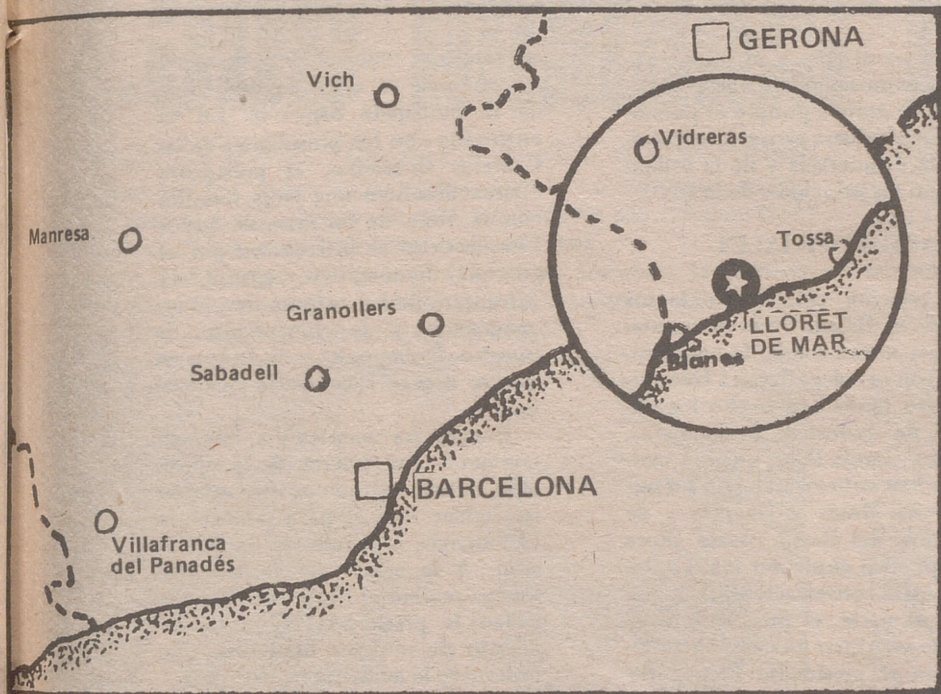 GERONA
Vich
Vidreras
Manresa
Tossa
Granollers
LLORET
DE MAR
Blanes
Sabadell
BARCELONA
Villafranca
del Panadés